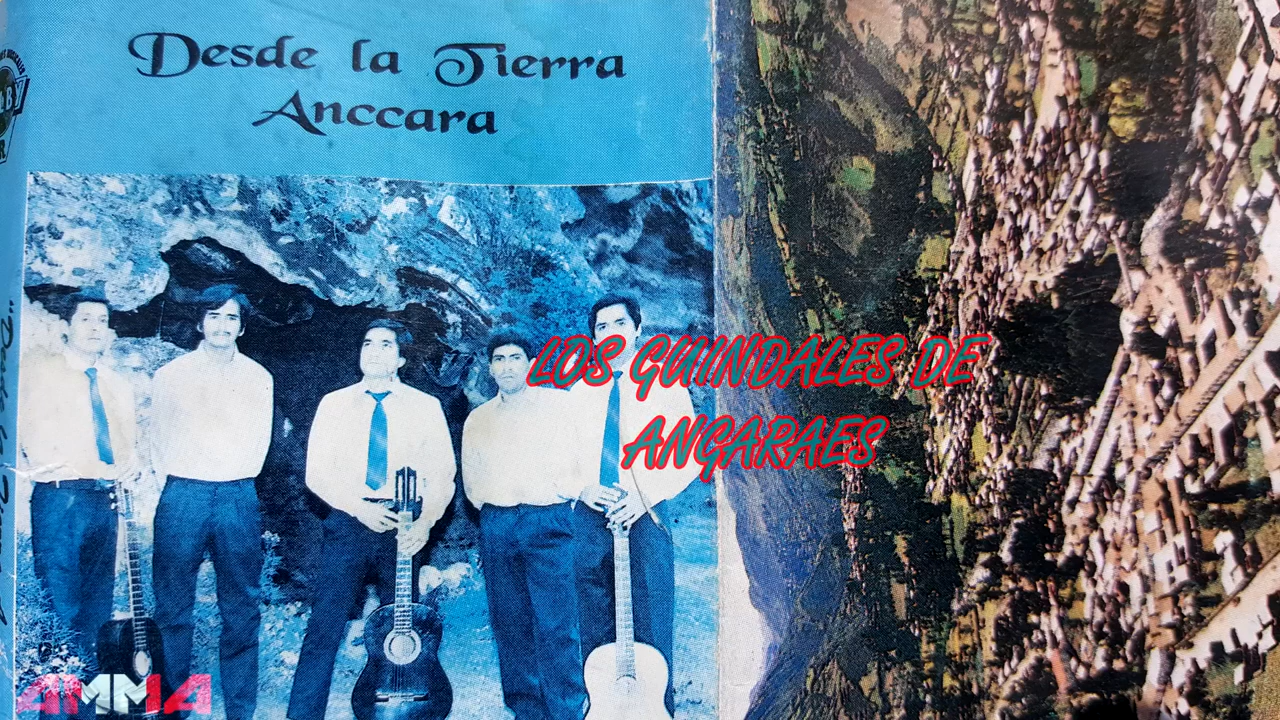 Desde la Tierra
Anccara
LOS GUINDALES DE
ANGARAES
AMMA